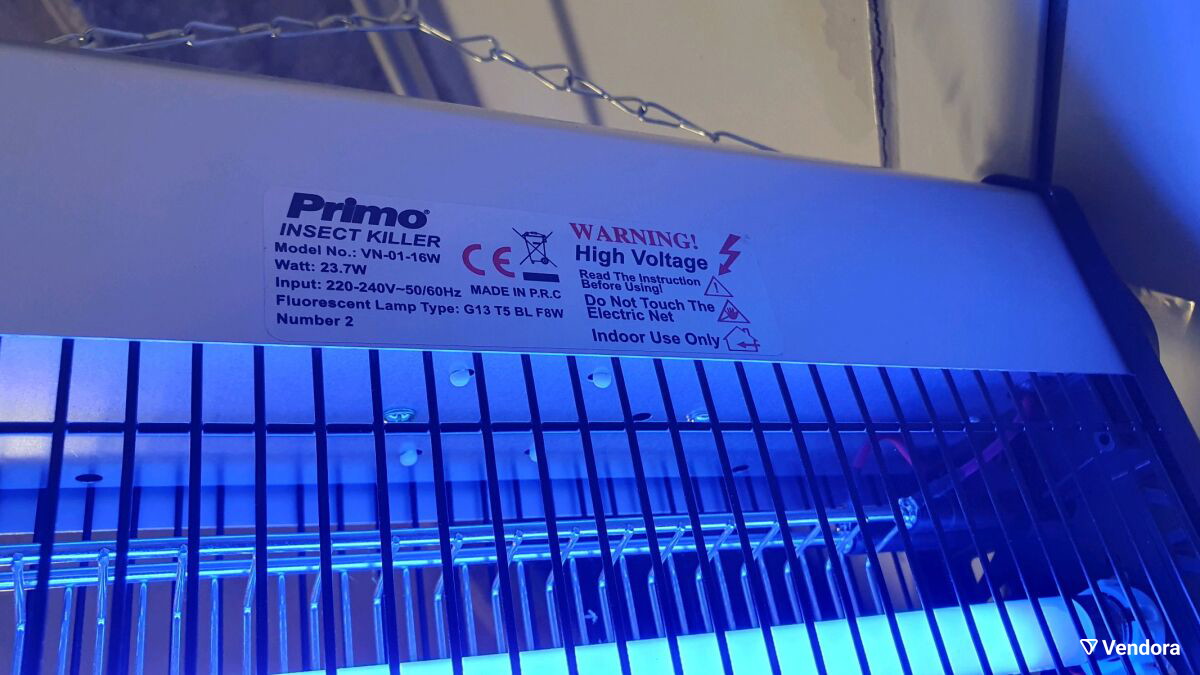 Primo
INSECT KILLER
Model No.: VN-01-16W
Watt: 23.7W
Input: 220-240V~50/60Hz
Fluorescent Lamp Type: G13 T5 BL F8W
Number 2
CE
MADE IN P.R.C
WARNING!
High Voltage
Read The Instruction
Before Using!
Do Not Touch The
Electric Net
Indoor Use Only
Vendora